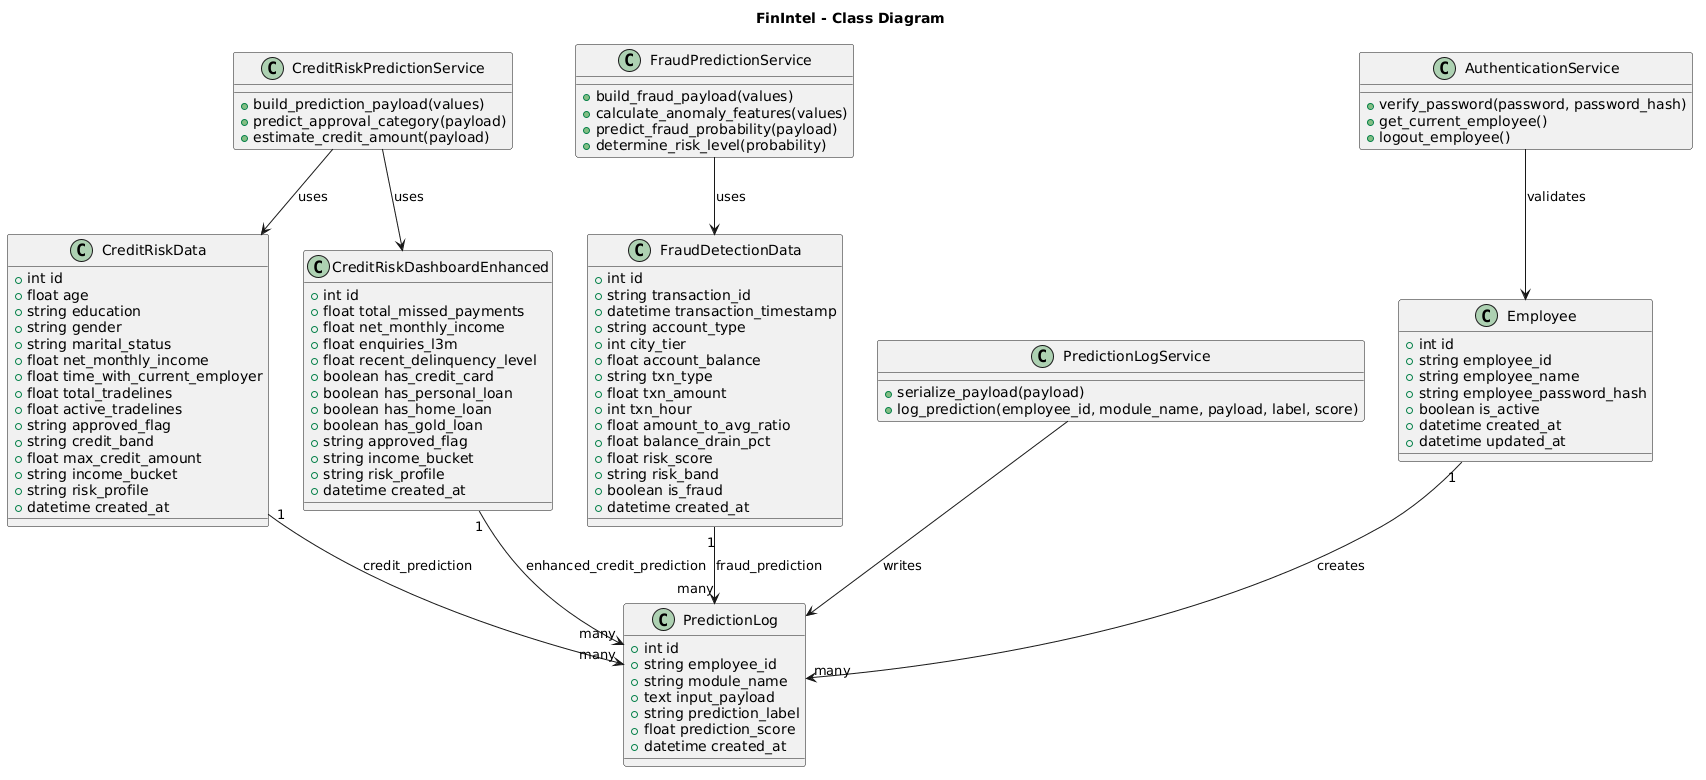 FinIntel - Class Diagram
C CreditRiskPredictionService
build_prediction_payload(values)
predict_approval_category(payload)
estimate_credit_amount(payload)
C FraudPredictionService
build_fraud_payload(values)
calculate_anomaly_features(values)
predict_fraud_probability(payload)
determine_risk_level(probability)
C AuthenticationService
verify_password(password, password_hash)
get_current_employee()
logout_employee()
uses
uses
uses
validates
C CreditRiskData
int id
float age
string education
string gender
string marital_status
float net_monthly_income
float time_with_current_employer
float total_tradelines
float active_tradelines
string approved_flag
string credit_band
float max_credit_amount
string income_bucket
string risk_profile
datetime created_at
C CreditRiskDashboardEnhanced
int id
float total_missed_payments
float net_monthly_income
float enquiries_l3m
float recent_delinquency_level
boolean has_credit_card
boolean has_personal_loan
boolean has_home_loan
boolean has_gold_loan
string approved_flag
string income_bucket
string risk_profile
datetime created_at
C FraudDetectionData
int id
string transaction_id
datetime transaction_timestamp
string account_type
int city_tier
float account_balance
string txn_type
float txn_amount
int txn_hour
float amount_to_avg_ratio
float balance_drain_pct
float risk_score
string risk_band
boolean is_fraud
datetime created_at
C PredictionLogService
serialize_payload(payload)
log_prediction(employee_id, module_name, payload, label, score)
C Employee
int id
string employee_id
string employee_name
string employee_password_hash
boolean is_active
datetime created_at
datetime updated_at
1
1
1
1
credit_prediction
enhanced_credit_prediction
fraud_prediction
writes
creates
many
many
many
many
C PredictionLog
int id
string employee_id
string module_name
text input_payload
string prediction_label
float prediction_score
datetime created_at